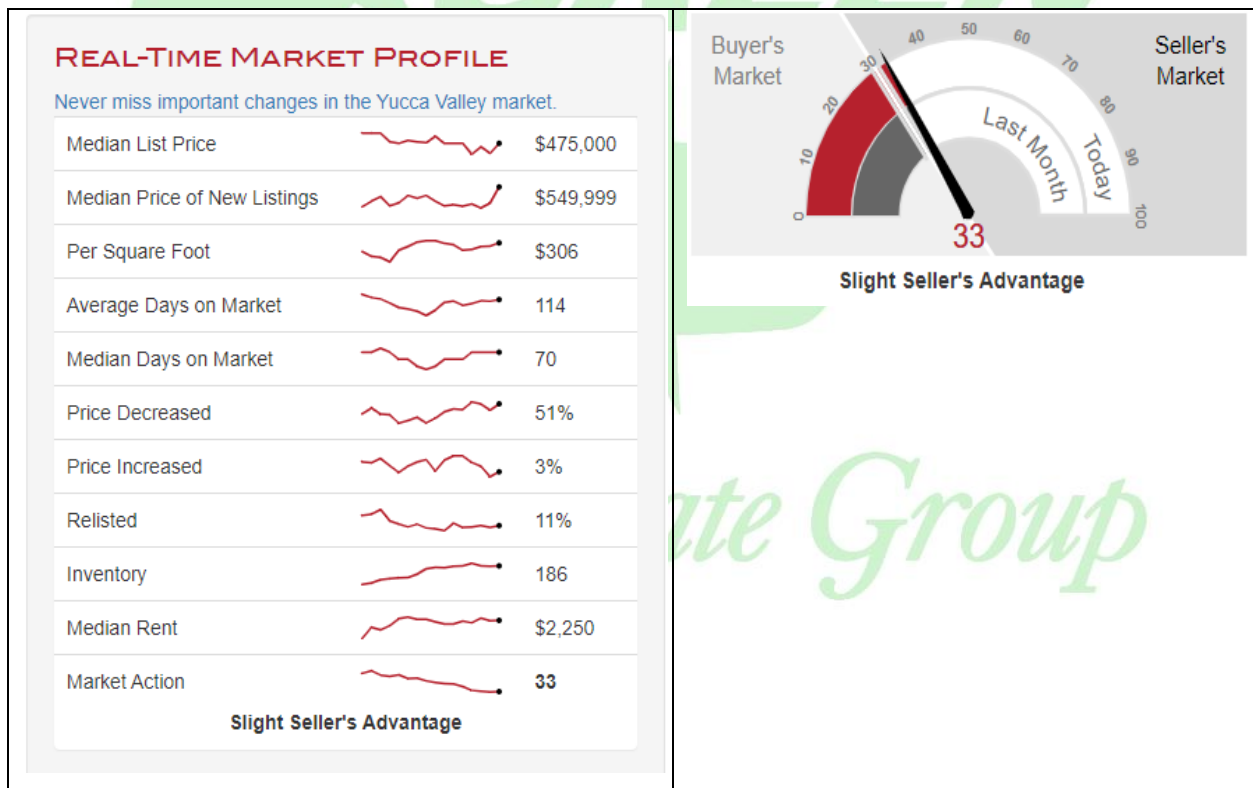 REAL-TIME MARKET PROFILE
Never miss important changes in the Yucca Valley market.
Median List Price $475,000
Median Price of New Listings $549,999
Per Square Foot $306
Average Days on Market 114
Median Days on Market 70
Price Decreased 51%
Price Increased 3%
Relisted 11%
Inventory 186
Median Rent $2,250
Market Action 33
Slight Seller's Advantage
Buyer's
Market
Seller's
Market
0
10
20
30
40
50
60
70
80
90
100
Last Month
Today
33
Slight Seller's Advantage
Group